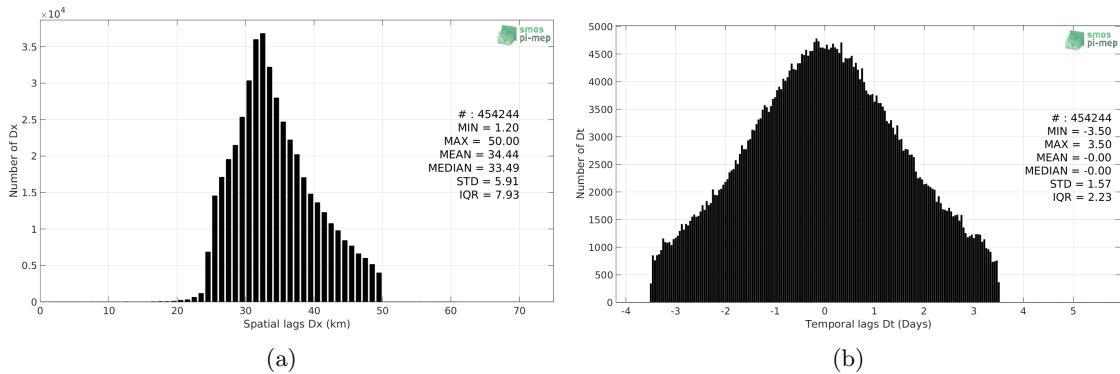 ×10⁴
3.5
3
2.5
2
1.5
1
0.5
0
Number of Dx
smos
pi-mep
# : 454244
MIN = 1.20
MAX = 50.00
MEAN = 34.44
MEDIAN = 33.49
STD = 5.91
IQR = 7.93
0 10 20 30 40 50 60 70
Spatial lags Dx (km)
(a)
5000
4500
4000
3500
3000
2500
2000
1500
1000
500
0
Number of Dt
smos
pi-mep
# : 454244
MIN = -3.50
MAX = 3.50
MEAN = -0.00
MEDIAN = -0.00
STD = 1.57
IQR = 2.23
-4 -3 -2 -1 0 1 2 3 4 5
Temporal lags Dt (Days)
(b)